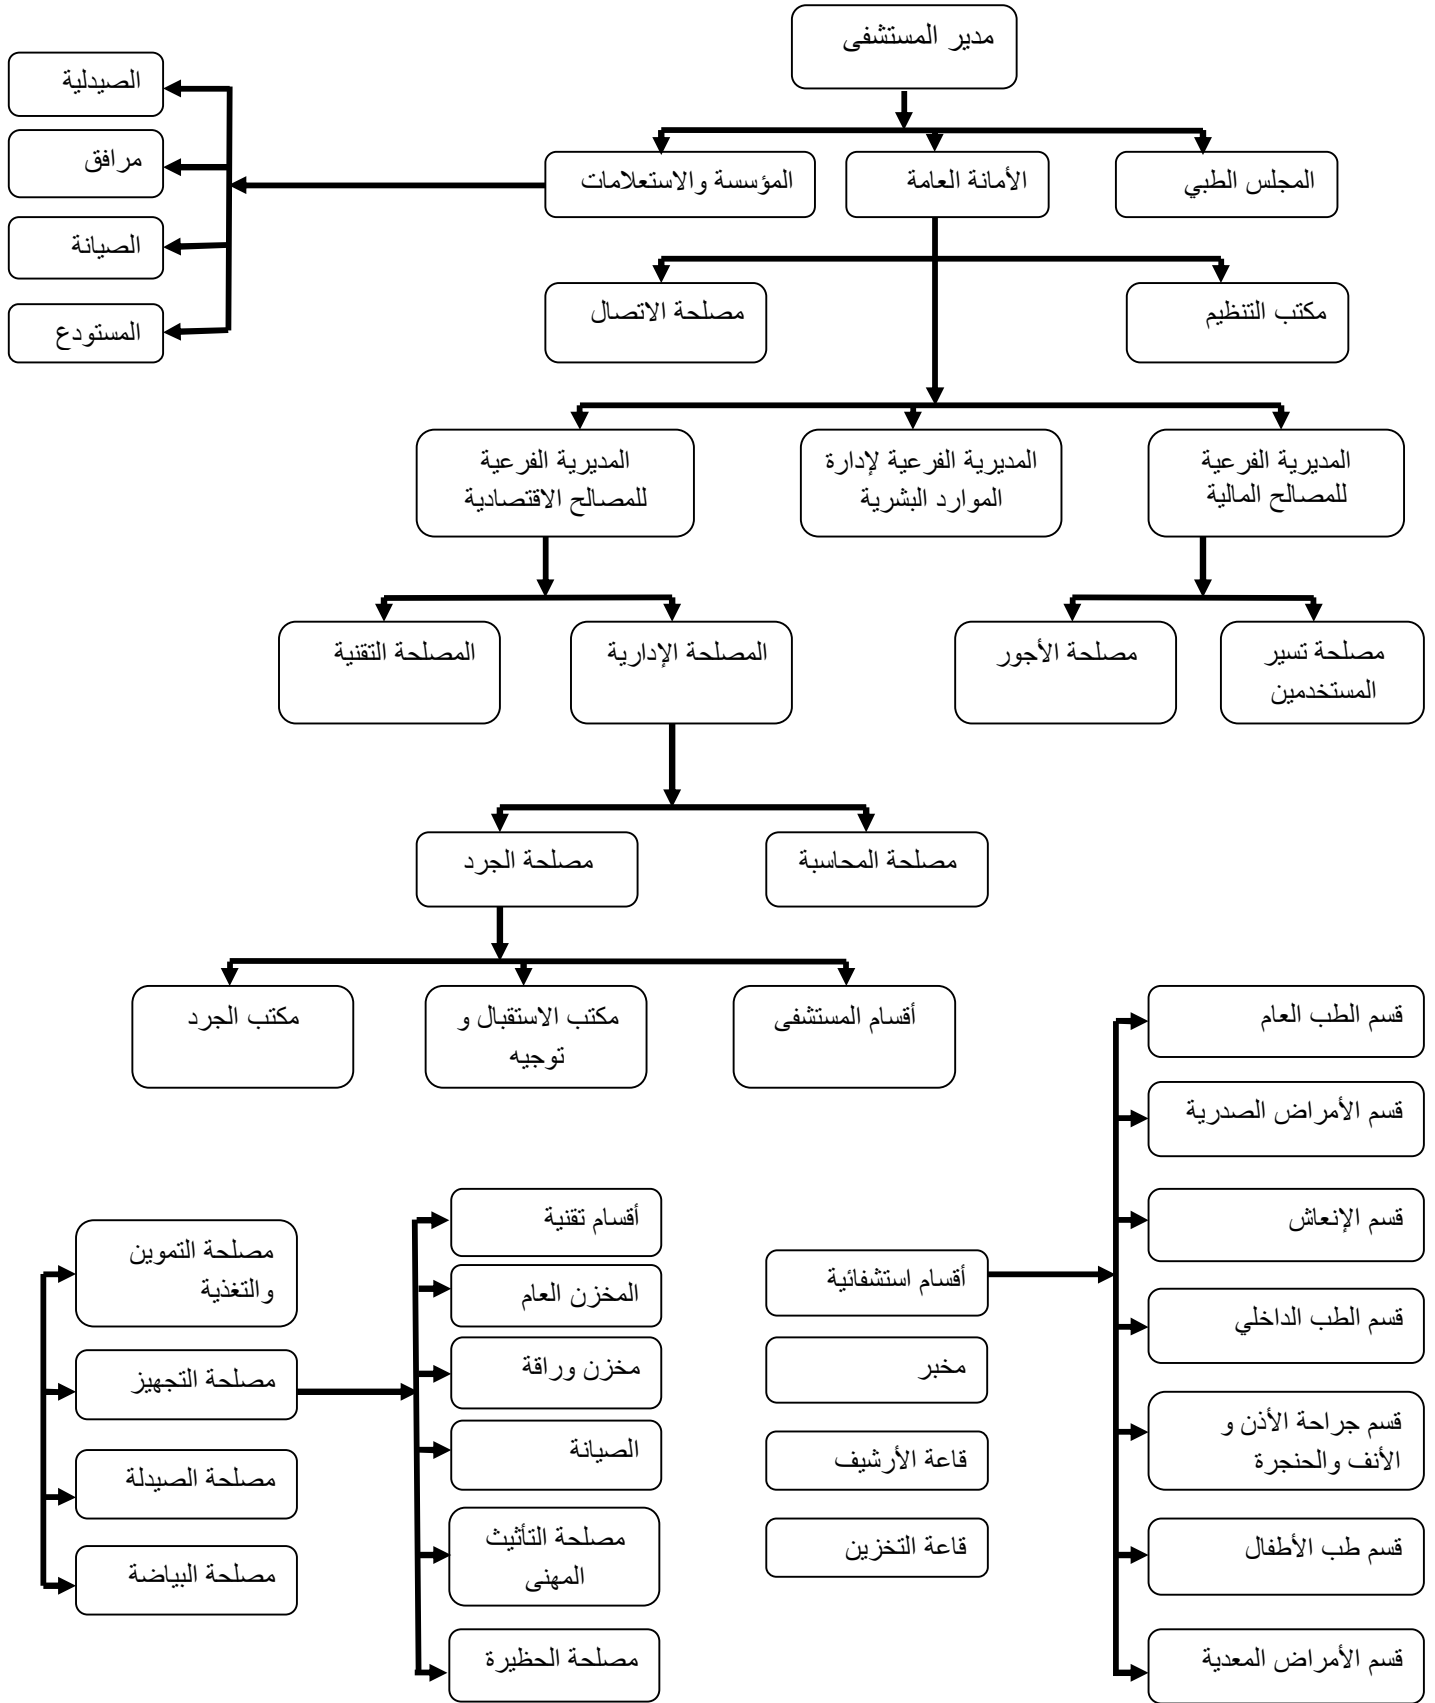 مدير المستشفى
المجلس الطبي
الأمانة العامة
المؤسسة والاستعلامات
الصيدلية
مرافق
الصيانة
المستودع
مكتب التنظيم
مصلحة الاتصال
المديرية الفرعية
للمصالح المالية
المديرية الفرعية لإدارة
الموارد البشرية
المديرية الفرعية
للمصالح الاقتصادية
مصلحة تسير
المستخدمين
مصلحة الأجور
المصلحة الإدارية
المصلحة التقنية
مصلحة المحاسبة
مصلحة الجرد
أقسام المستشفى
مكتب الاستقبال و
توجيه
مكتب الجرد
قسم الطب العام
قسم الأمراض الصدرية
قسم الإنعاش
قسم الطب الداخلي
قسم جراحة الأذن و
الأنف والحنجرة
قسم طب الأطفال
قسم الأمراض المعدية
أقسام استشفائية
مخبر
قاعة الأرشيف
قاعة التخزين
أقسام تقنية
المخزن العام
مخزن وراقة
الصيانة
مصلحة التأثيث
المهنى
مصلحة الحظيرة
مصلحة التموين
والتغذية
مصلحة التجهيز
مصلحة الصيدلة
مصلحة البياضة